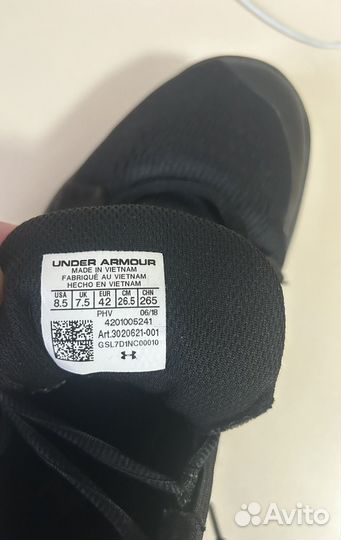 UNDER ARMOUR
MADE IN VIETNAM
FABRIQUÉ AU VIETNAM
HECHO EN VIETNAM
USA UK EUR CM CHN
8.5 7.5 42 26.5 265
PHV 06/18
4201005241
Art.3020621-001
GSL7D1NC00010
Avito